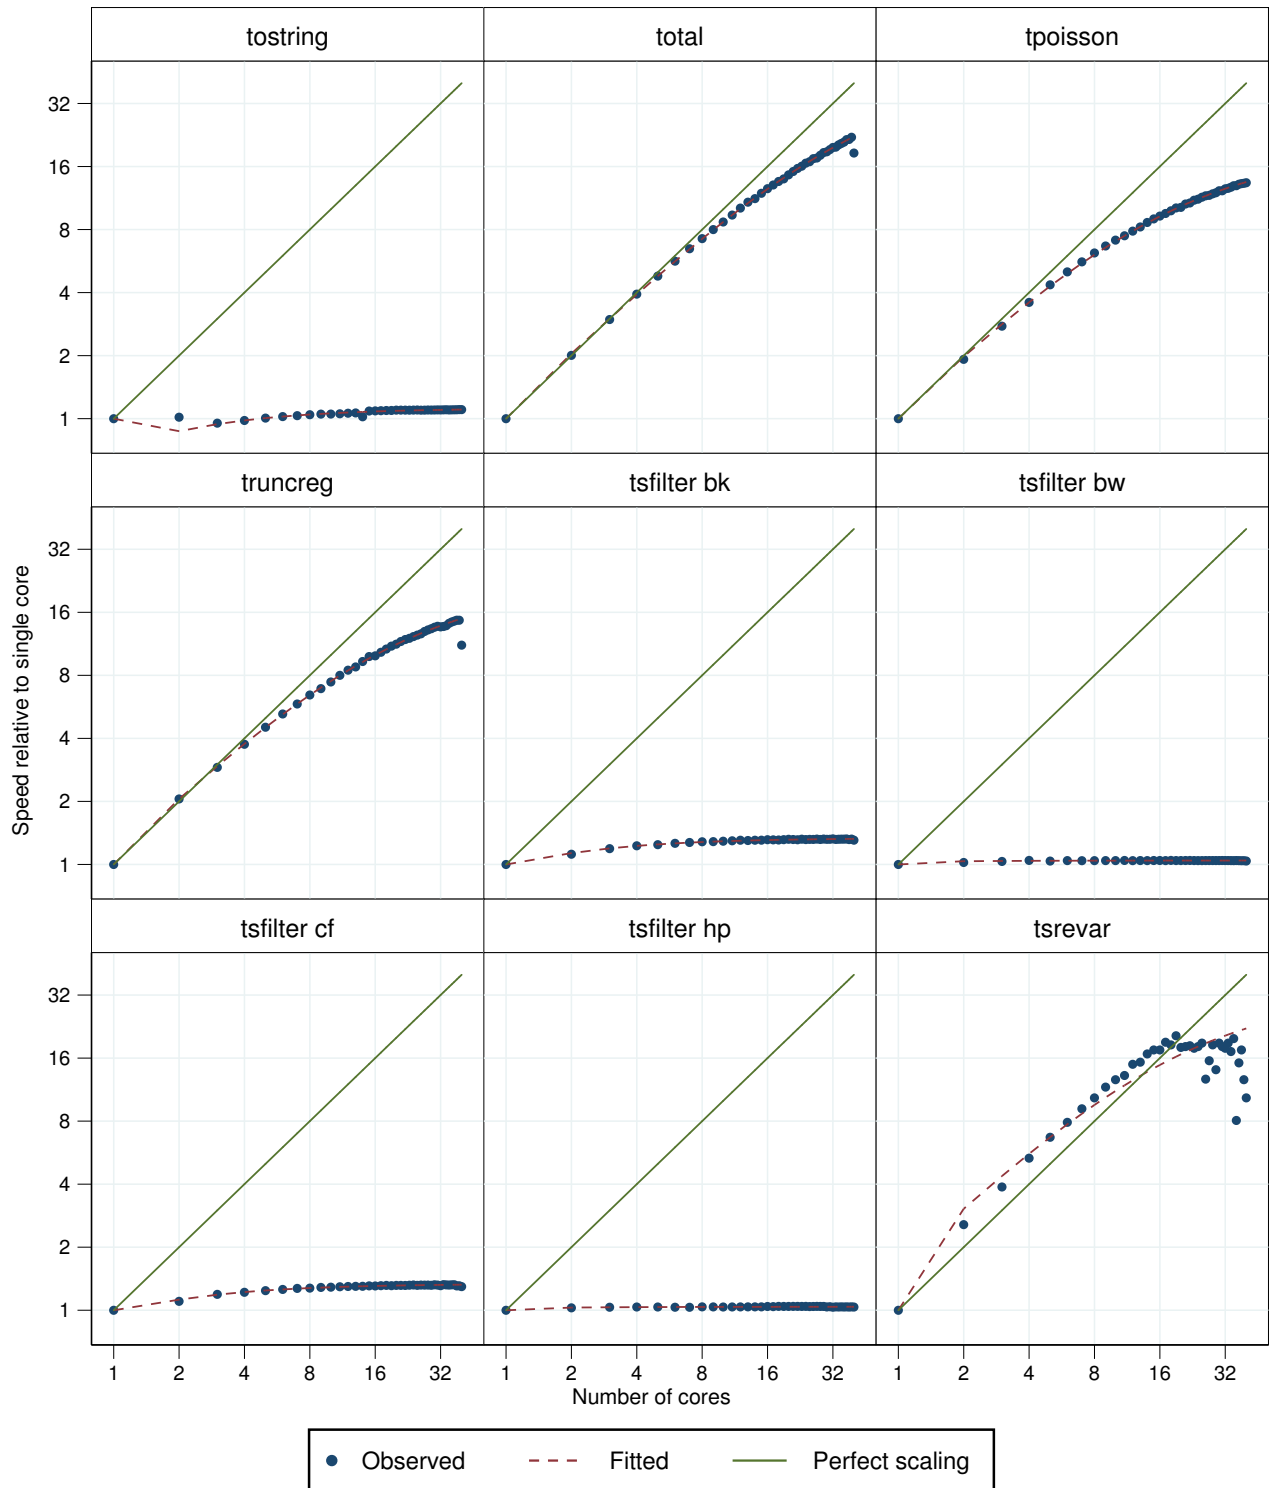 tostring total tpoisson
32
16
8
4
2
1
truncreg tsfilter bk tsfilter bw
32
16
8
4
2
1
tsfilter cf tsfilter hp tsrevar
32
16
8
4
2
1
Speed relative to single core
1 2 4 8 16 32 1 2 4 8 16 32 1 2 4 8 16 32
Number of cores
Observed Fitted Perfect scaling